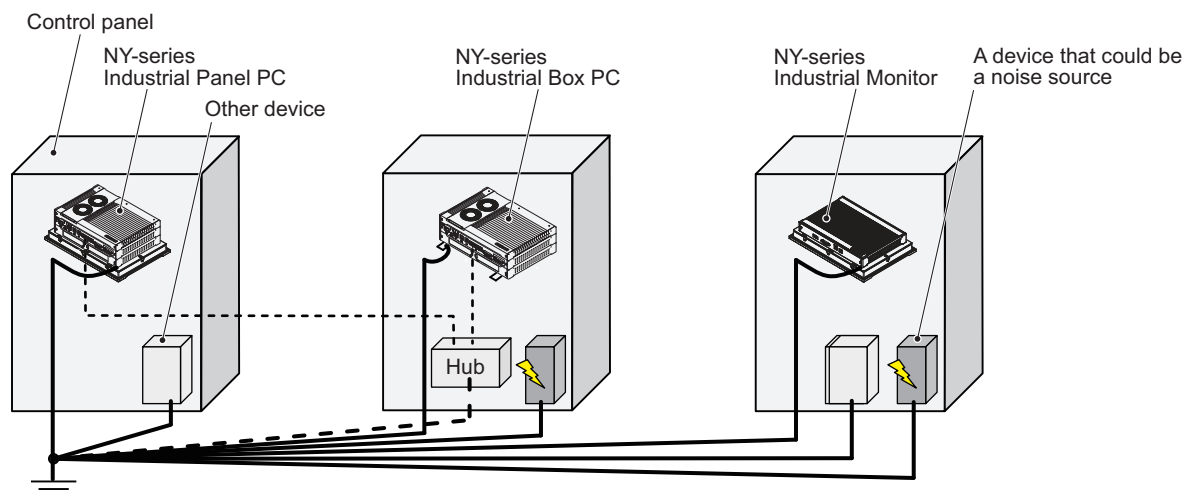 Control panel
NY-series
Industrial Panel PC
Other device
NY-series
Industrial Box PC
NY-series
Industrial Monitor
A device that could be
a noise source
Hub